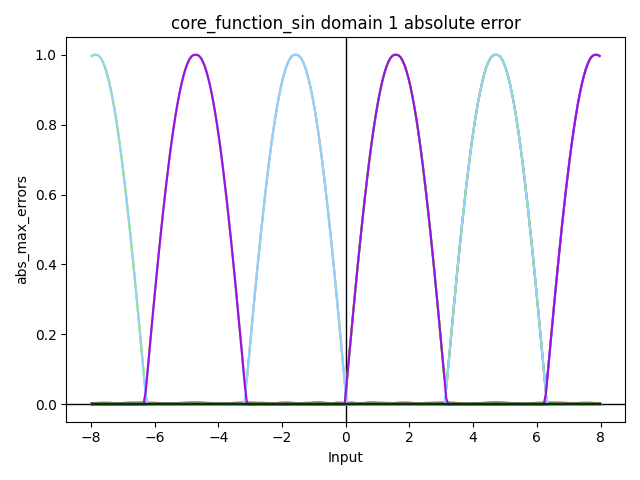 core_function_sin domain 1 absolute error
abs_max_errors
1.0
0.8
0.6
0.4
0.2
0.0
−8 −6 −4 −2 0 2 4 6 8
Input